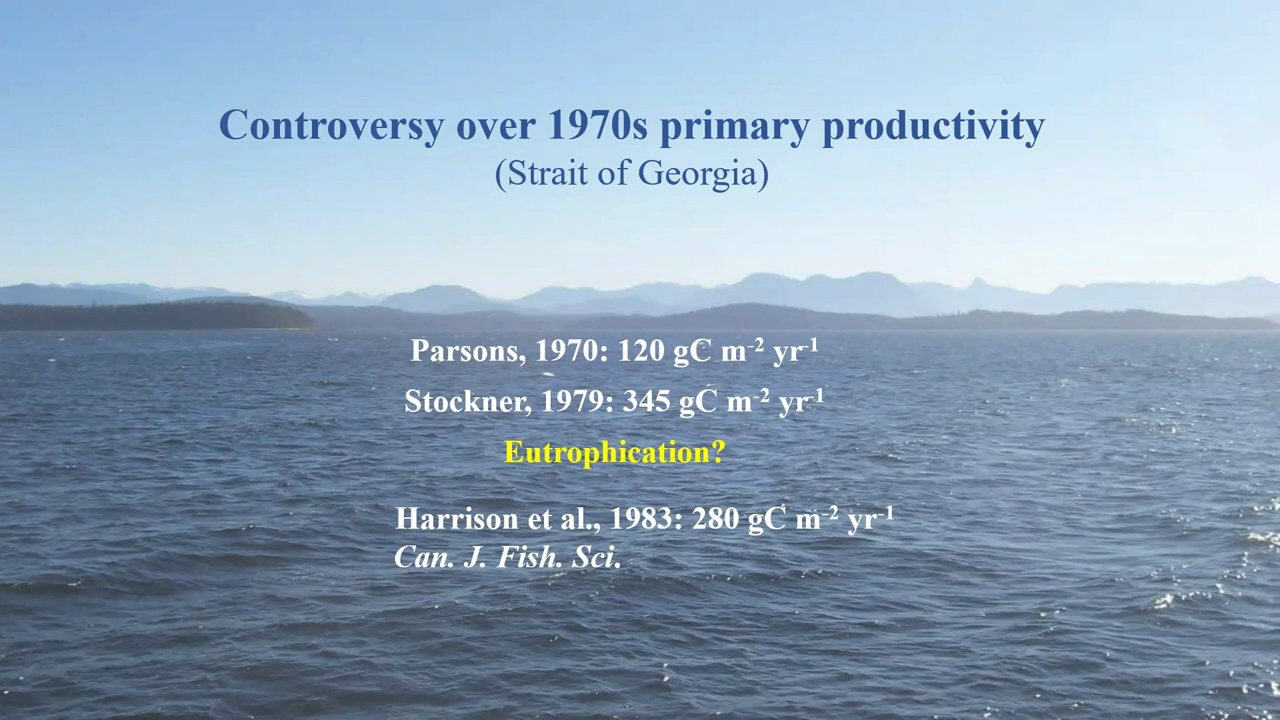 Controversy over 1970s primary productivity
(Strait of Georgia)
Parsons, 1970: 120 gC m⁻² yr⁻¹
Stockner, 1979: 345 gC m⁻² yr⁻¹
Eutrophication?
Harrison et al., 1983: 280 gC m⁻² yr⁻¹
Can. J. Fish. Sci.